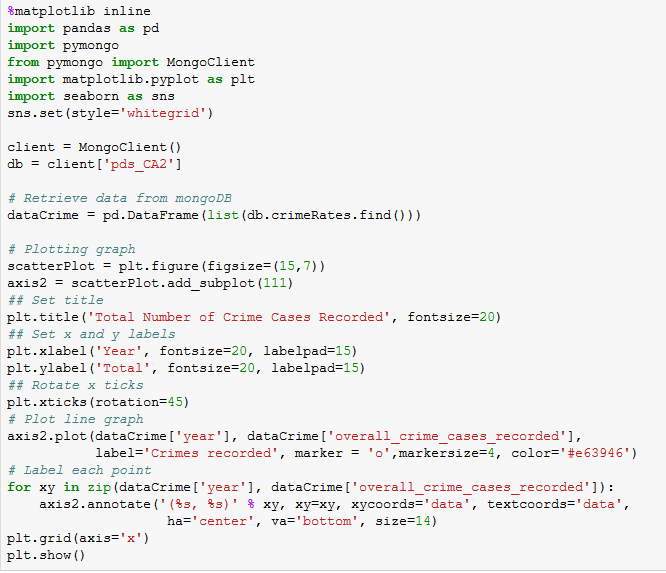 %matplotlib inline
import pandas as pd
import pymongo
from pymongo import MongoClient
import matplotlib.pyplot as plt
import seaborn as sns
sns.set(style='whitegrid')

client = MongoClient()
db = client['pds_CA2']

# Retrieve data from mongoDB
dataCrime = pd.DataFrame(list(db.crimeRates.find()))

# Plotting graph
scatterPlot = plt.figure(figsize=(15,7))
axis2 = scatterPlot.add_subplot(111)
## Set title
plt.title('Total Number of Crime Cases Recorded', fontsize=20)
## Set x and y labels
plt.xlabel('Year', fontsize=20, labelpad=15)
plt.ylabel('Total', fontsize=20, labelpad=15)
## Rotate x ticks
plt.xticks(rotation=45)
# Plot line graph
axis2.plot(dataCrime['year'], dataCrime['overall_crime_cases_recorded'],
           label='Crimes recorded', marker = 'o',markersize=4, color='#e63946')
# Label each point
for xy in zip(dataCrime['year'], dataCrime['overall_crime_cases_recorded']):
    axis2.annotate('(%s, %s)' % xy, xy=xy, xycoords='data', textcoords='data',
                    ha='center', va='bottom', size=14)
plt.grid(axis='x')
plt.show()